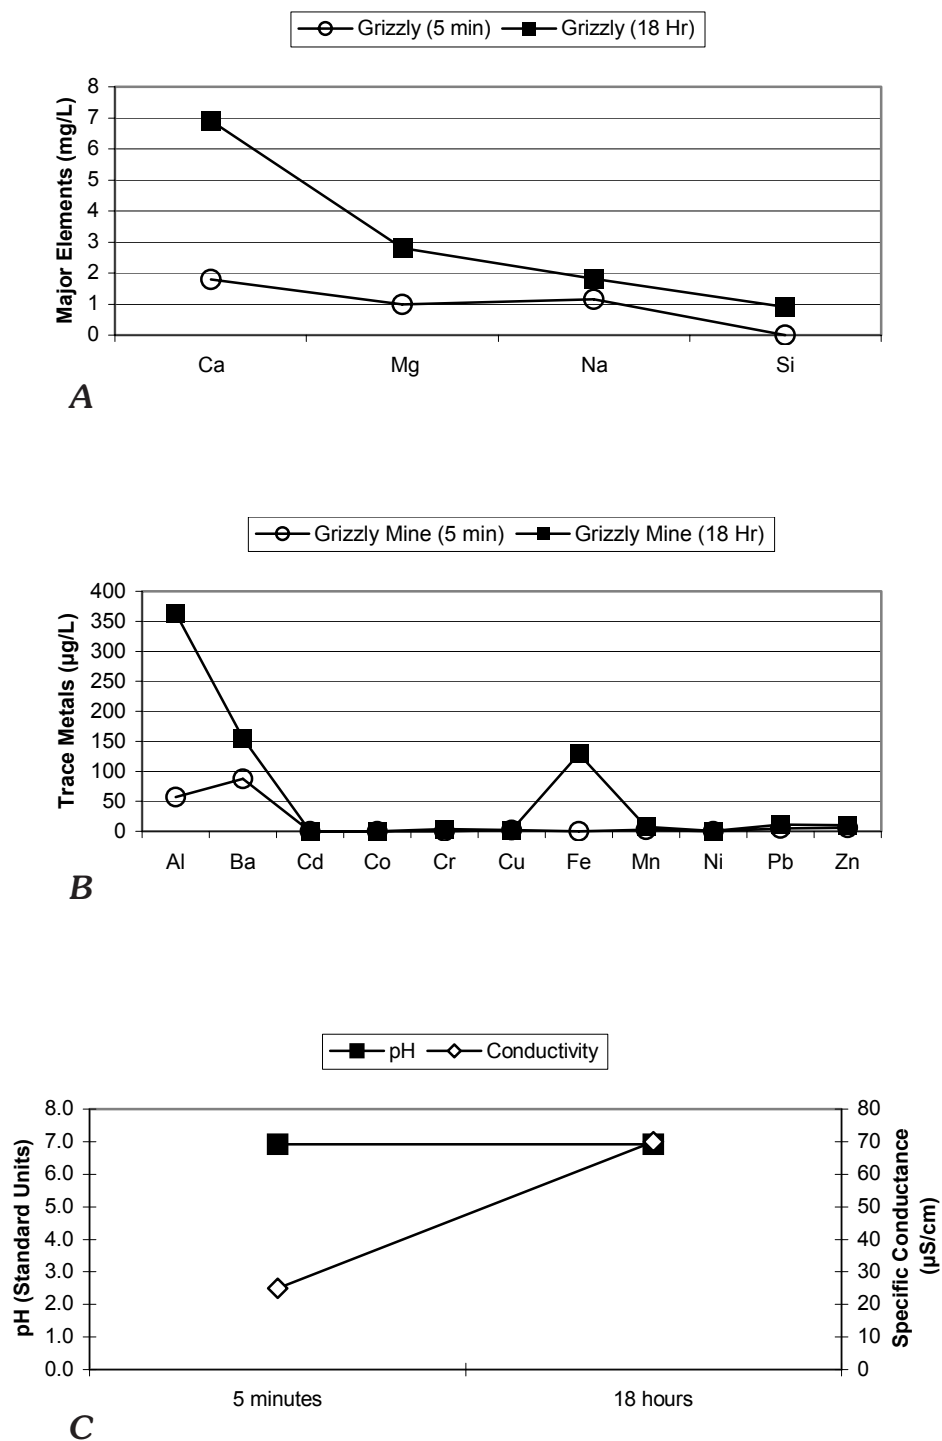 Grizzly (5 min) Grizzly (18 Hr)
Major Elements (mg/L)
8
7
6
5
4
3
2
1
0
Ca Mg Na Si
A
Grizzly Mine (5 min) Grizzly Mine (18 Hr)
Trace Metals (µg/L)
400
350
300
250
200
150
100
50
0
Al Ba Cd Co Cr Cu Fe Mn Ni Pb Zn
B
pH Conductivity
pH (Standard Units)
8.0
7.0
6.0
5.0
4.0
3.0
2.0
1.0
0.0
80
70
60
50
40
30
20
10
0
Specific Conductance
(µS/cm)
5 minutes 18 hours
C